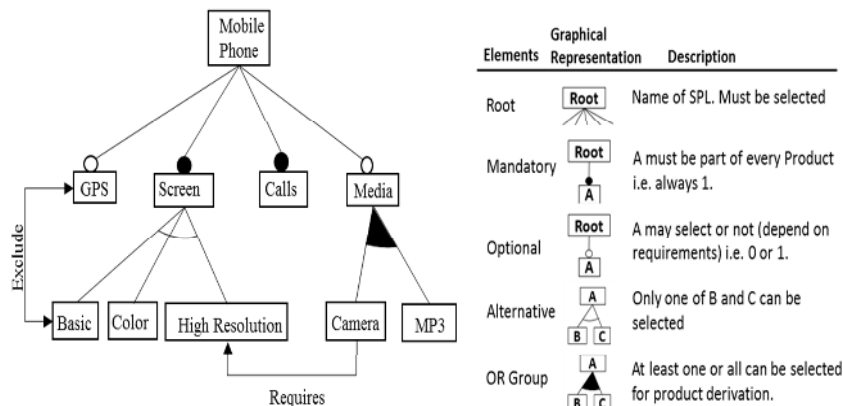 Mobile
Phone
GPS
Screen
Calls
Media
Exclude
Basic
Color
High Resolution
Camera
MP3
Requires
Elements
Graphical
Representation
Description
Root
Root
Name of SPL. Must be selected
Mandatory
Root
A
A must be part of every Product
i.e. always 1.
Optional
Root
A
A may select or not (depend on
requirements) i.e. 0 or 1.
Alternative
A
B
C
Only one of B and C can be
selected
OR Group
A
B
C
At least one or all can be selected
for product derivation.